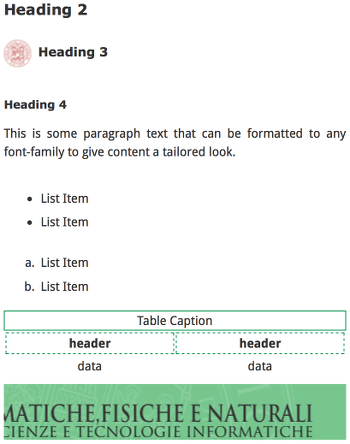 Heading 2
Heading 3
Heading 4
This is some paragraph text that can be formatted to any
font-family to give content a tailored look.
• List Item
• List Item
a. List Item
b. List Item
Table Caption
header header
data data
MATICHE,FISICHE E NATURALI
CIENZE E TECNOLOGIE INFORMATICHE